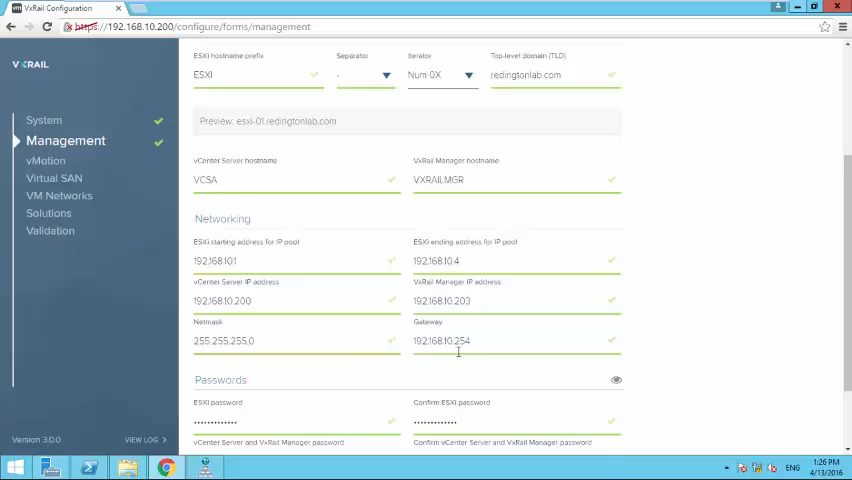 VxRail Configuration
https://192.168.10.200/configure/forms/management
VXRAIL
System
Management
vMotion
Virtual SAN
VM Networks
Solutions
Validation
Version 3.0.0
VIEW LOG
ESXi hostname prefix
Separator
Iterator
Top-level domain (TLD)
ESXI
-
Num 0X
redingtonlab.com
Preview: esxi-01.redingtonlab.com
vCenter Server hostname
VxRail Manager hostname
VCSA
VXRAILMGR
Networking
ESXi starting address for IP pool
ESXi ending address for IP pool
192.168.10.1
192.168.10.4
vCenter Server IP address
VxRail Manager IP address
192.168.10.200
192.168.10.203
Netmask
Gateway
255.255.255.0
192.168.10.254
Passwords
ESXi password
Confirm ESXi password
vCenter Server and VxRail Manager password
Confirm vCenter Server and VxRail Manager password
ENG
1:26 PM
4/13/2016